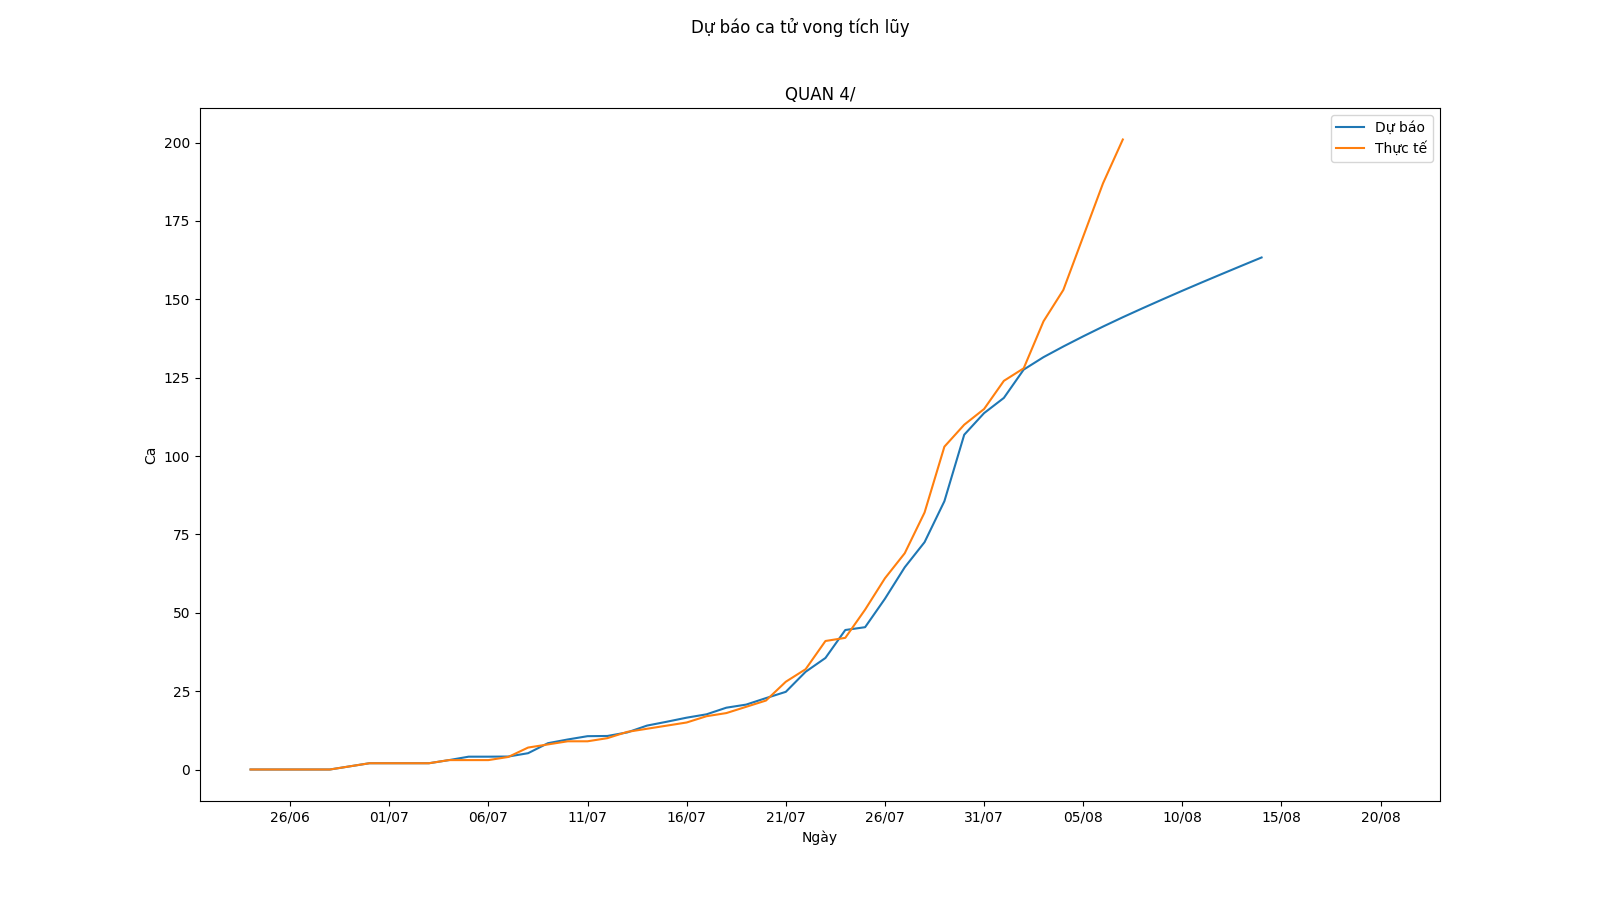 Dự báo ca tử vong tích lũy
QUAN 4/
Dự báo
Thực tế
200
175
150
125
100
75
50
25
0
Ca
26/06 01/07 06/07 11/07 16/07 21/07 26/07 31/07 05/08 10/08 15/08 20/08
Ngày